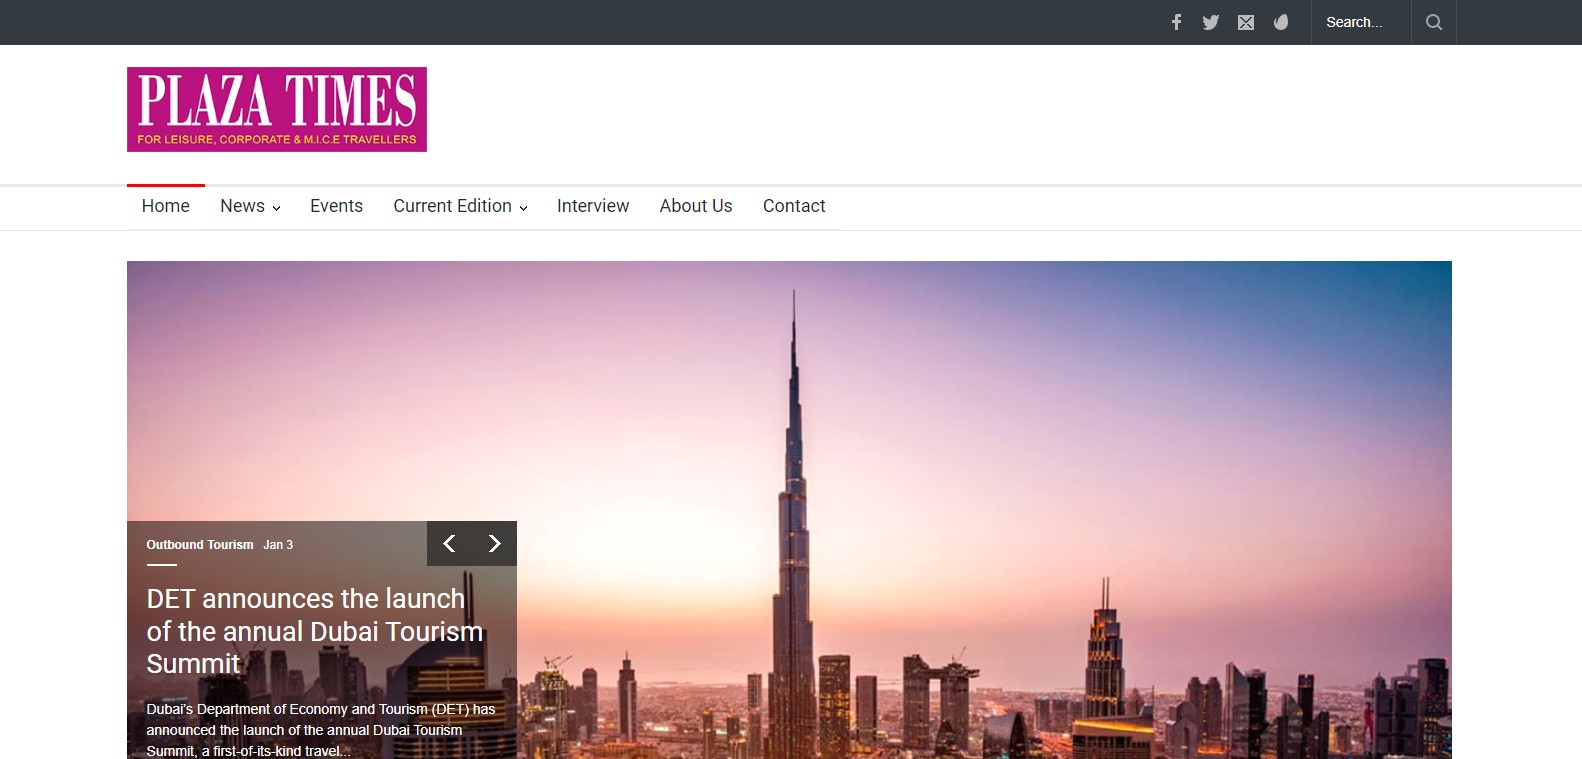 Search...
PLAZA TIMES
FOR LEISURE, CORPORATE & M.I.C.E TRAVELLERS
Home News Events Current Edition Interview About Us Contact
Outbound Tourism Jan 3
DET announces the launch
of the annual Dubai Tourism
Summit
Dubai's Department of Economy and Tourism (DET) has
announced the launch of the annual Dubai Tourism
Summit, a first-of-its-kind travel...